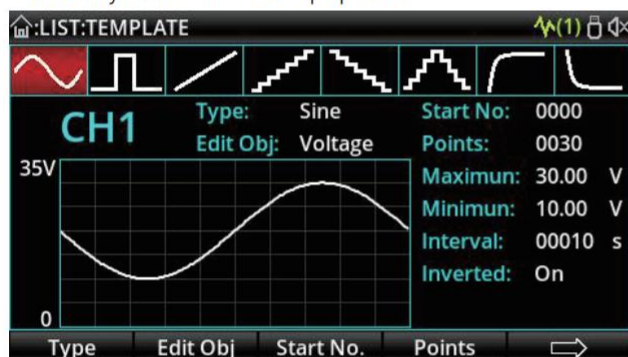 :LIST:TEMPLATE (1)
CH1
Type: Sine
Edit Obj: Voltage
Start No: 0000
Points: 0030
Maximun: 30.00 V
Minimun: 10.00 V
Interval: 00010 s
Inverted: On
35V
0
Type Edit Obj Start No. Points